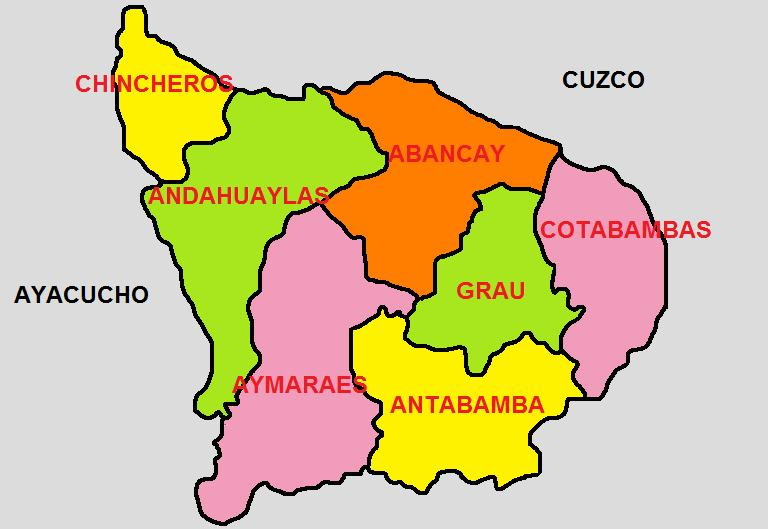 CUZCO
CHINCHEROS
ABANCAY
ANDAHUAYLAS
COTABAMBAS
AYACUCHO
GRAU
AYMARAES
ANTABAMBA